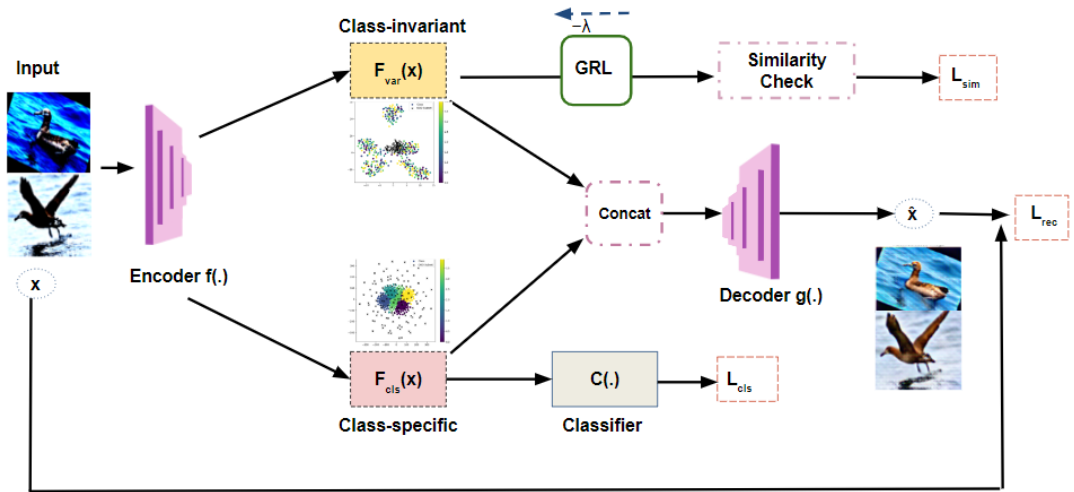 Class-invariant
−λ
Input
F_var(x)
GRL
Similarity
Check
L_sim
Concat
x̂
L_rec
x
Encoder f(.)
Decoder g(.)
F_cls(x)
C(.)
L_cls
Class-specific
Classifier